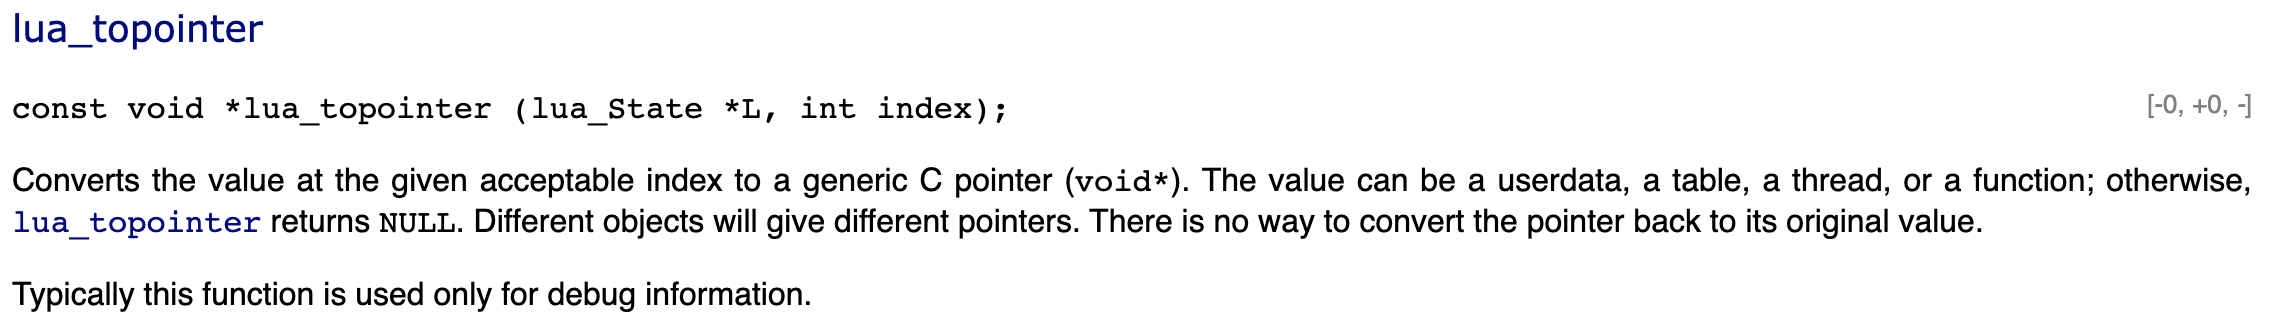 lua_topointer
const void *lua_topointer (lua_State *L, int index);
[-0, +0, -]
Converts the value at the given acceptable index to a generic C pointer (void*). The value can be a userdata, a table, a thread, or a function; otherwise,
lua_topointer returns NULL. Different objects will give different pointers. There is no way to convert the pointer back to its original value.
Typically this function is used only for debug information.